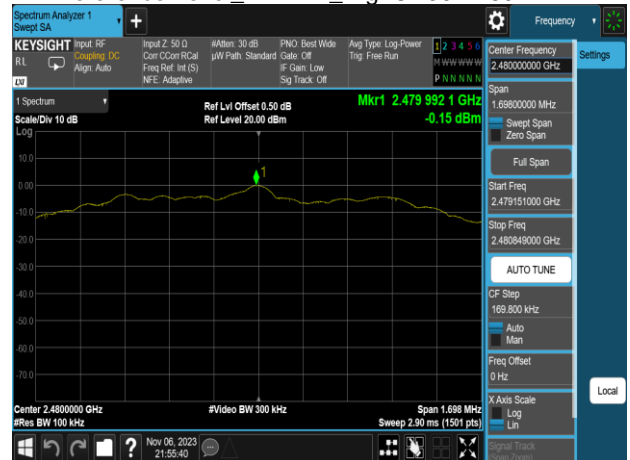 Spectrum Analyzer 1
Swept SA
Frequency
KEYSIGHT
RL
LXI
Input: RF
Coupling: DC
Align: Auto
Input Z: 50 Ω
Corr CCorr RCal
Freq Ref: Int (S)
NFE: Adaptive
#Atten: 30 dB
µW Path: Standard
PNO: Best Wide
Gate: Off
IF Gain: Low
Sig Track: Off
Avg Type: Log-Power
Trig: Free Run
1 2 3 4 5 6
M W W W W W
P N N N N N
1 Spectrum
Scale/Div 10 dB
Log
Ref Lvl Offset 0.50 dB
Ref Level 20.00 dBm
Mkr1 2.479 992 1 GHz
-0.15 dBm
10.0
0.00
-10.0
-20.0
-30.0
-40.0
-50.0
-60.0
-70.0
1
Center 2.4800000 GHz
#Res BW 100 kHz
#Video BW 300 kHz
Span 1.698 MHz
Sweep 2.90 ms (1501 pts)
Nov 06, 2023
21:55:40
Center Frequency
2.480000000 GHz
Settings
Span
1.69800000 MHz
Swept Span
Zero Span
Full Span
Start Freq
2.479151000 GHz
Stop Freq
2.480849000 GHz
AUTO TUNE
CF Step
169.800 kHz
Auto
Man
Freq Offset
0 Hz
X Axis Scale
Log
Lin
Local
Signal Track
(Span Zoom)